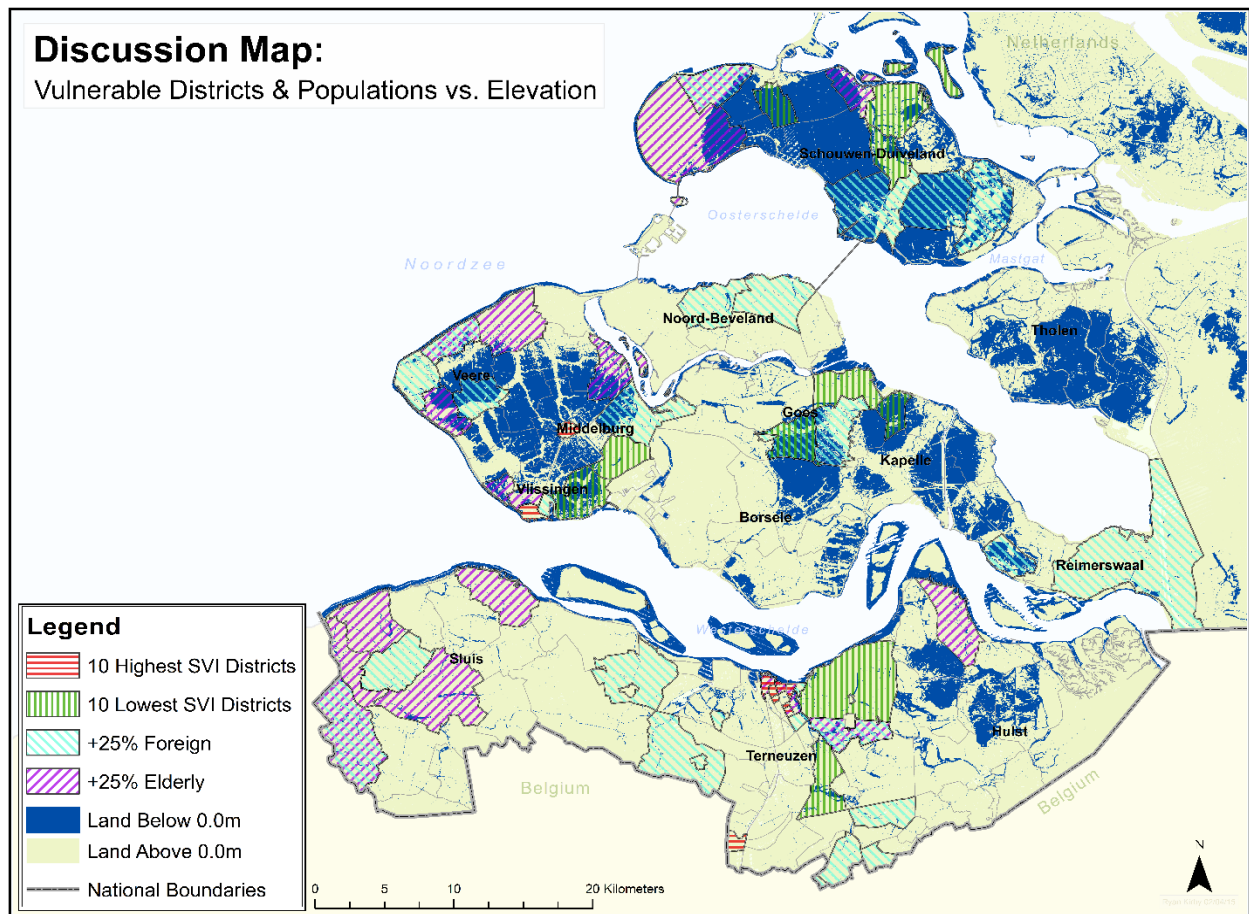 Discussion Map:
Vulnerable Districts & Populations vs. Elevation
Netherlands
Schouwen-Duiveland
Oosterschelde
Noordzee
Mastgat
Noord-Beveland
Tholen
Veere
Goes
Middelburg
Kapelle
Vlissingen
Borsele
Reimerswaal
Westerschelde
Sluis
Hulst
Terneuzen
Belgium
Belgium
Legend
10 Highest SVI Districts
10 Lowest SVI Districts
+25% Foreign
+25% Elderly
Land Below 0.0m
Land Above 0.0m
National Boundaries
0 5 10 20 Kilometers
N